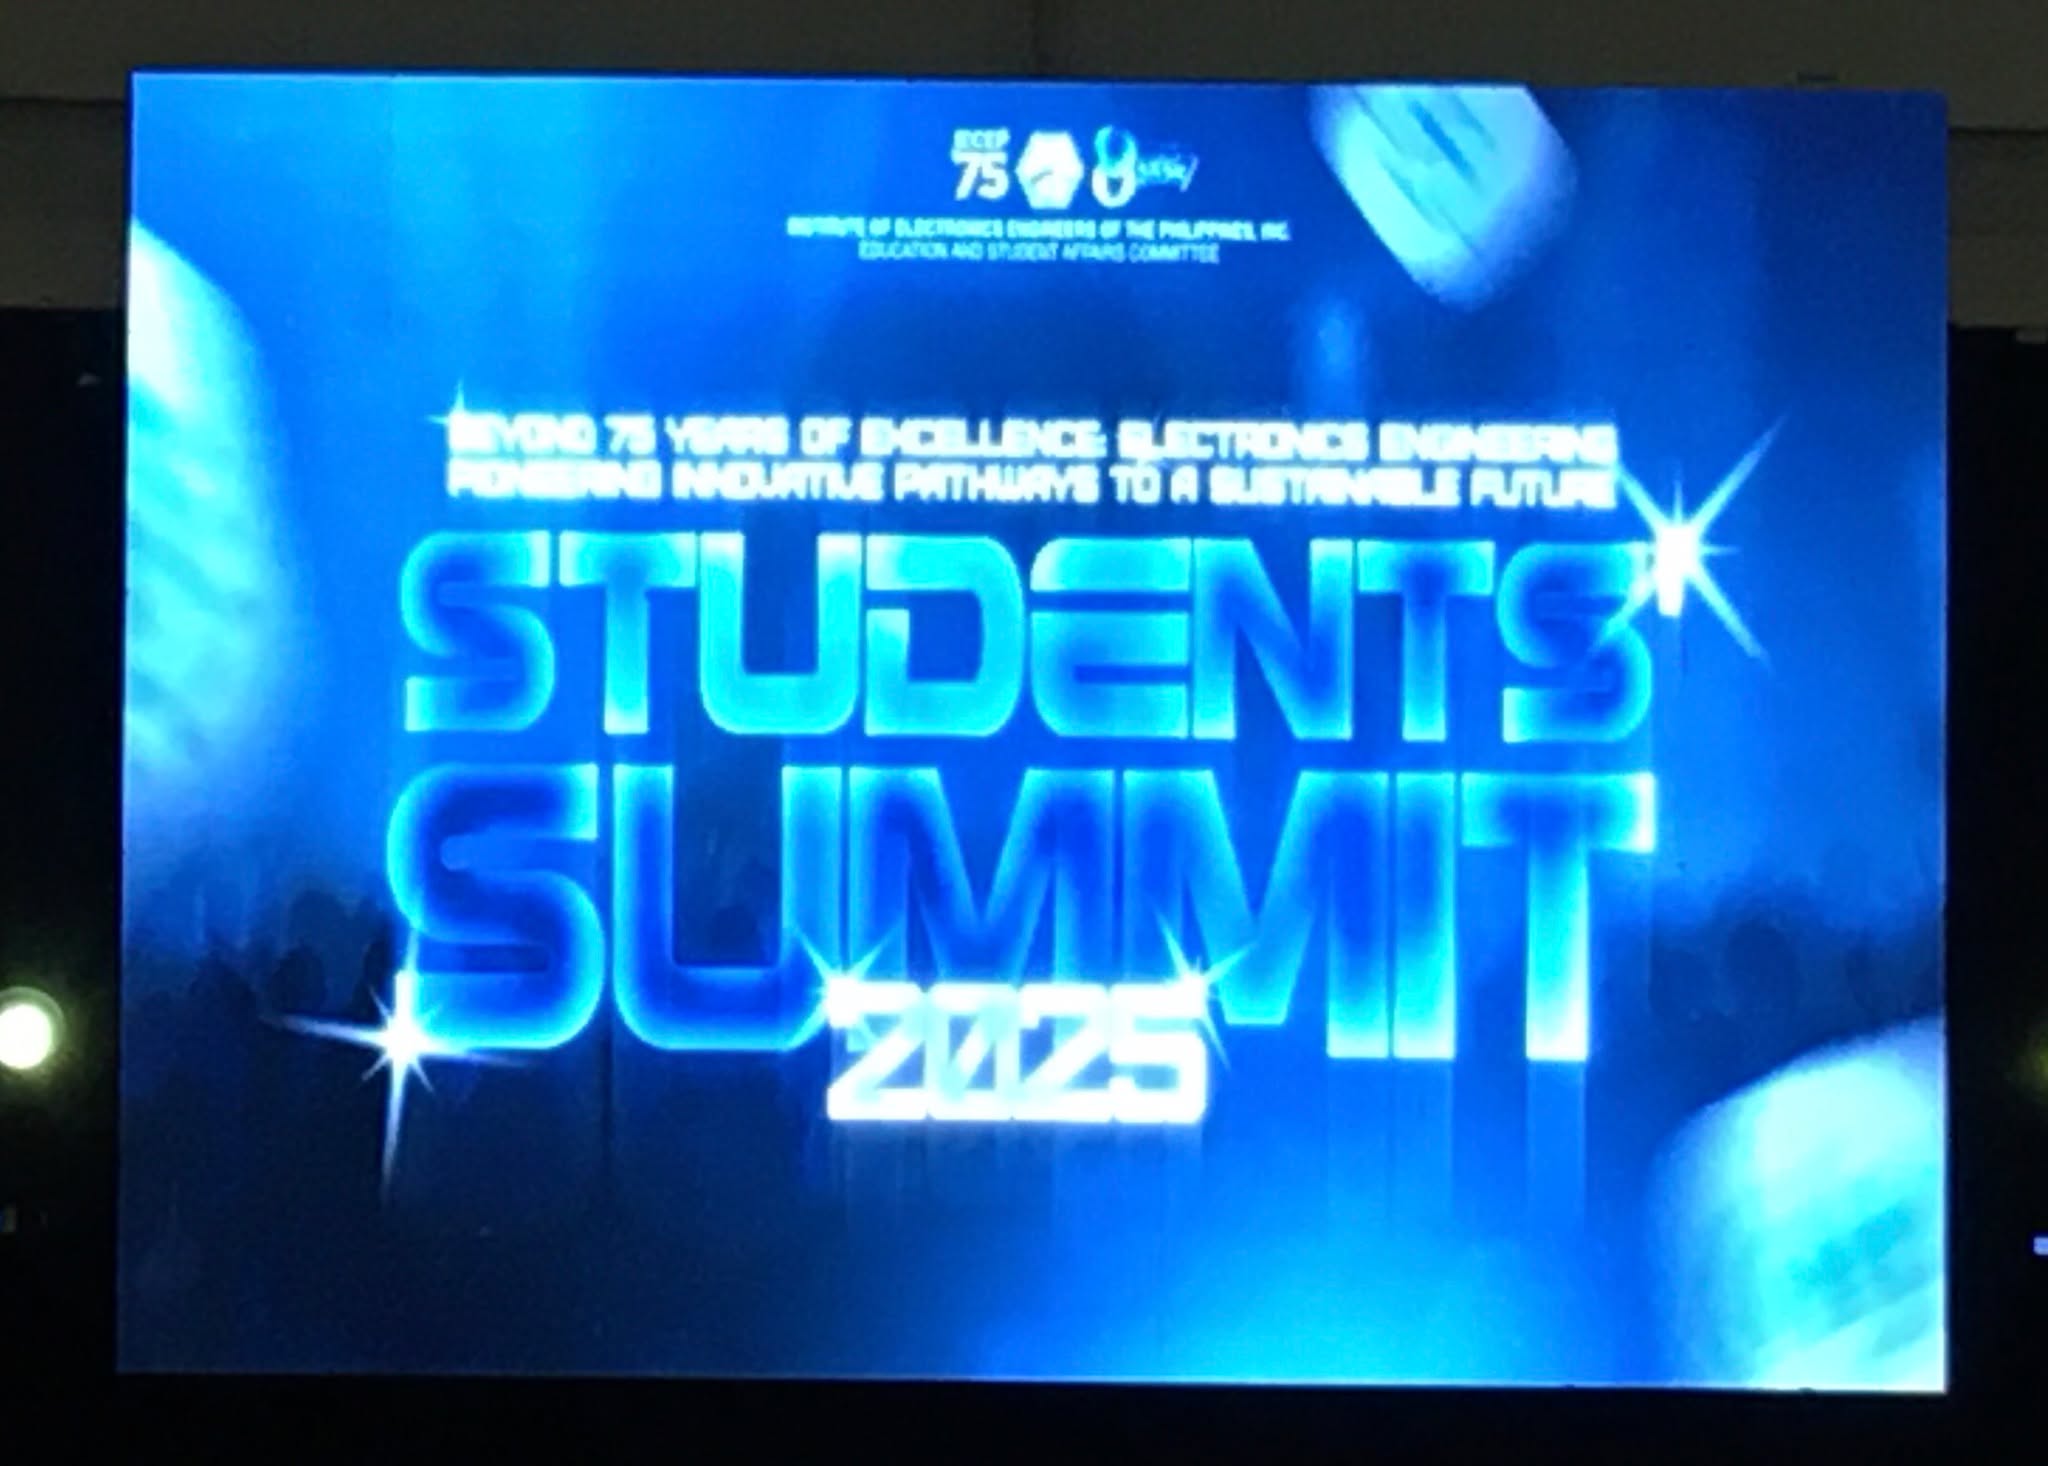 IECEP
75
INSTITUTE OF ELECTRONICS ENGINEERS OF THE PHILIPPINES, INC.
EDUCATION AND STUDENT AFFAIRS COMMITTEE
BEYOND 75 YEARS OF EXCELLENCE: ELECTRONICS ENGINEERING
PIONEERING INNOVATIVE PATHWAYS TO A SUSTAINABLE FUTURE
STUDENTS
SUMMIT
2025